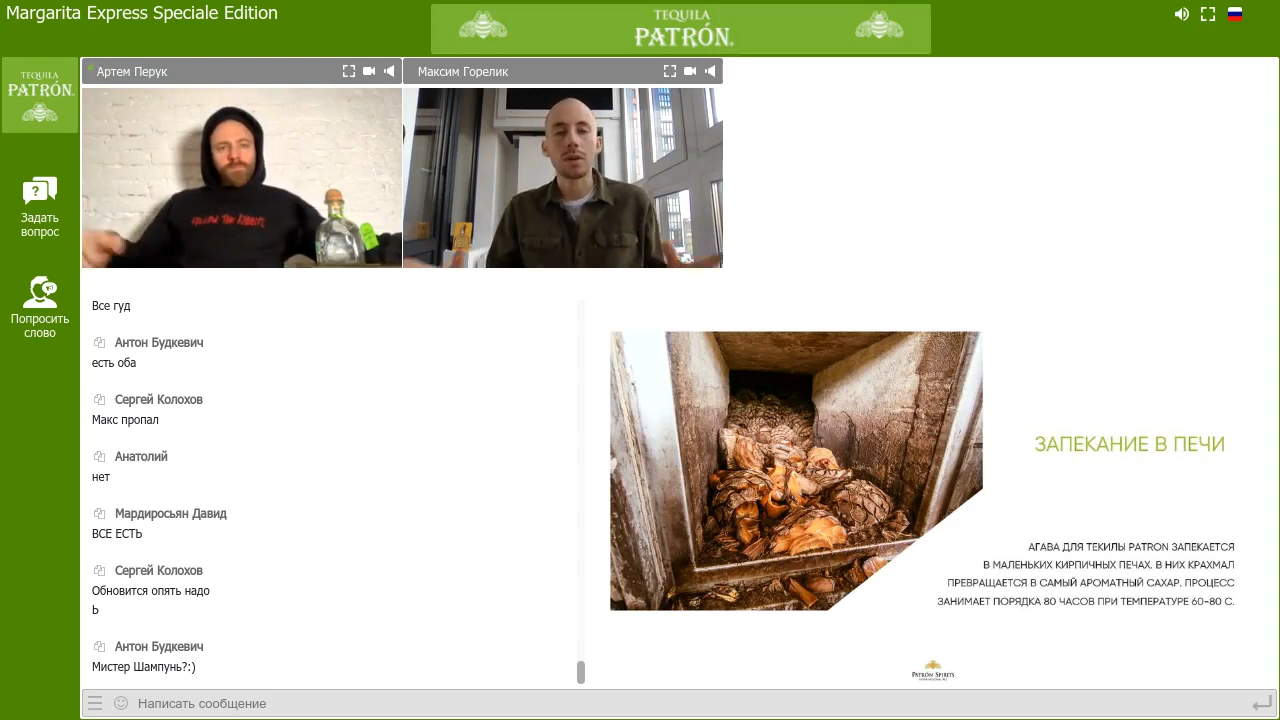 Margarita Express Speciale Edition
TEQUILA
PATRÓN.
TEQUILA
PATRÓN.
Задать
вопрос
Попросить
слово
Артем Перук
Максим Горелик
Все гуд
Антон Будкевич
есть оба
Сергей Колохов
Макс пропал
Анатолий
нет
Мардиросьян Давид
ВСЕ ЕСТЬ
Сергей Колохов
Обновится опять надо
Ь
Антон Будкевич
Мистер Шампунь?:)
ЗАПЕКАНИЕ В ПЕЧИ
АГАВА ДЛЯ ТЕКИЛЫ PATRON ЗАПЕКАЕТСЯ
В МАЛЕНЬКИХ КИРПИЧНЫХ ПЕЧАХ. В НИХ КРАХМАЛ
ПРЕВРАЩАЕТСЯ В САМЫЙ АРОМАТНЫЙ САХАР. ПРОЦЕСС
ЗАНИМАЕТ ПОРЯДКА 80 ЧАСОВ ПРИ ТЕМПЕРАТУРЕ 60-80 С.
PATRÓN SPIRITS
Написать сообщение